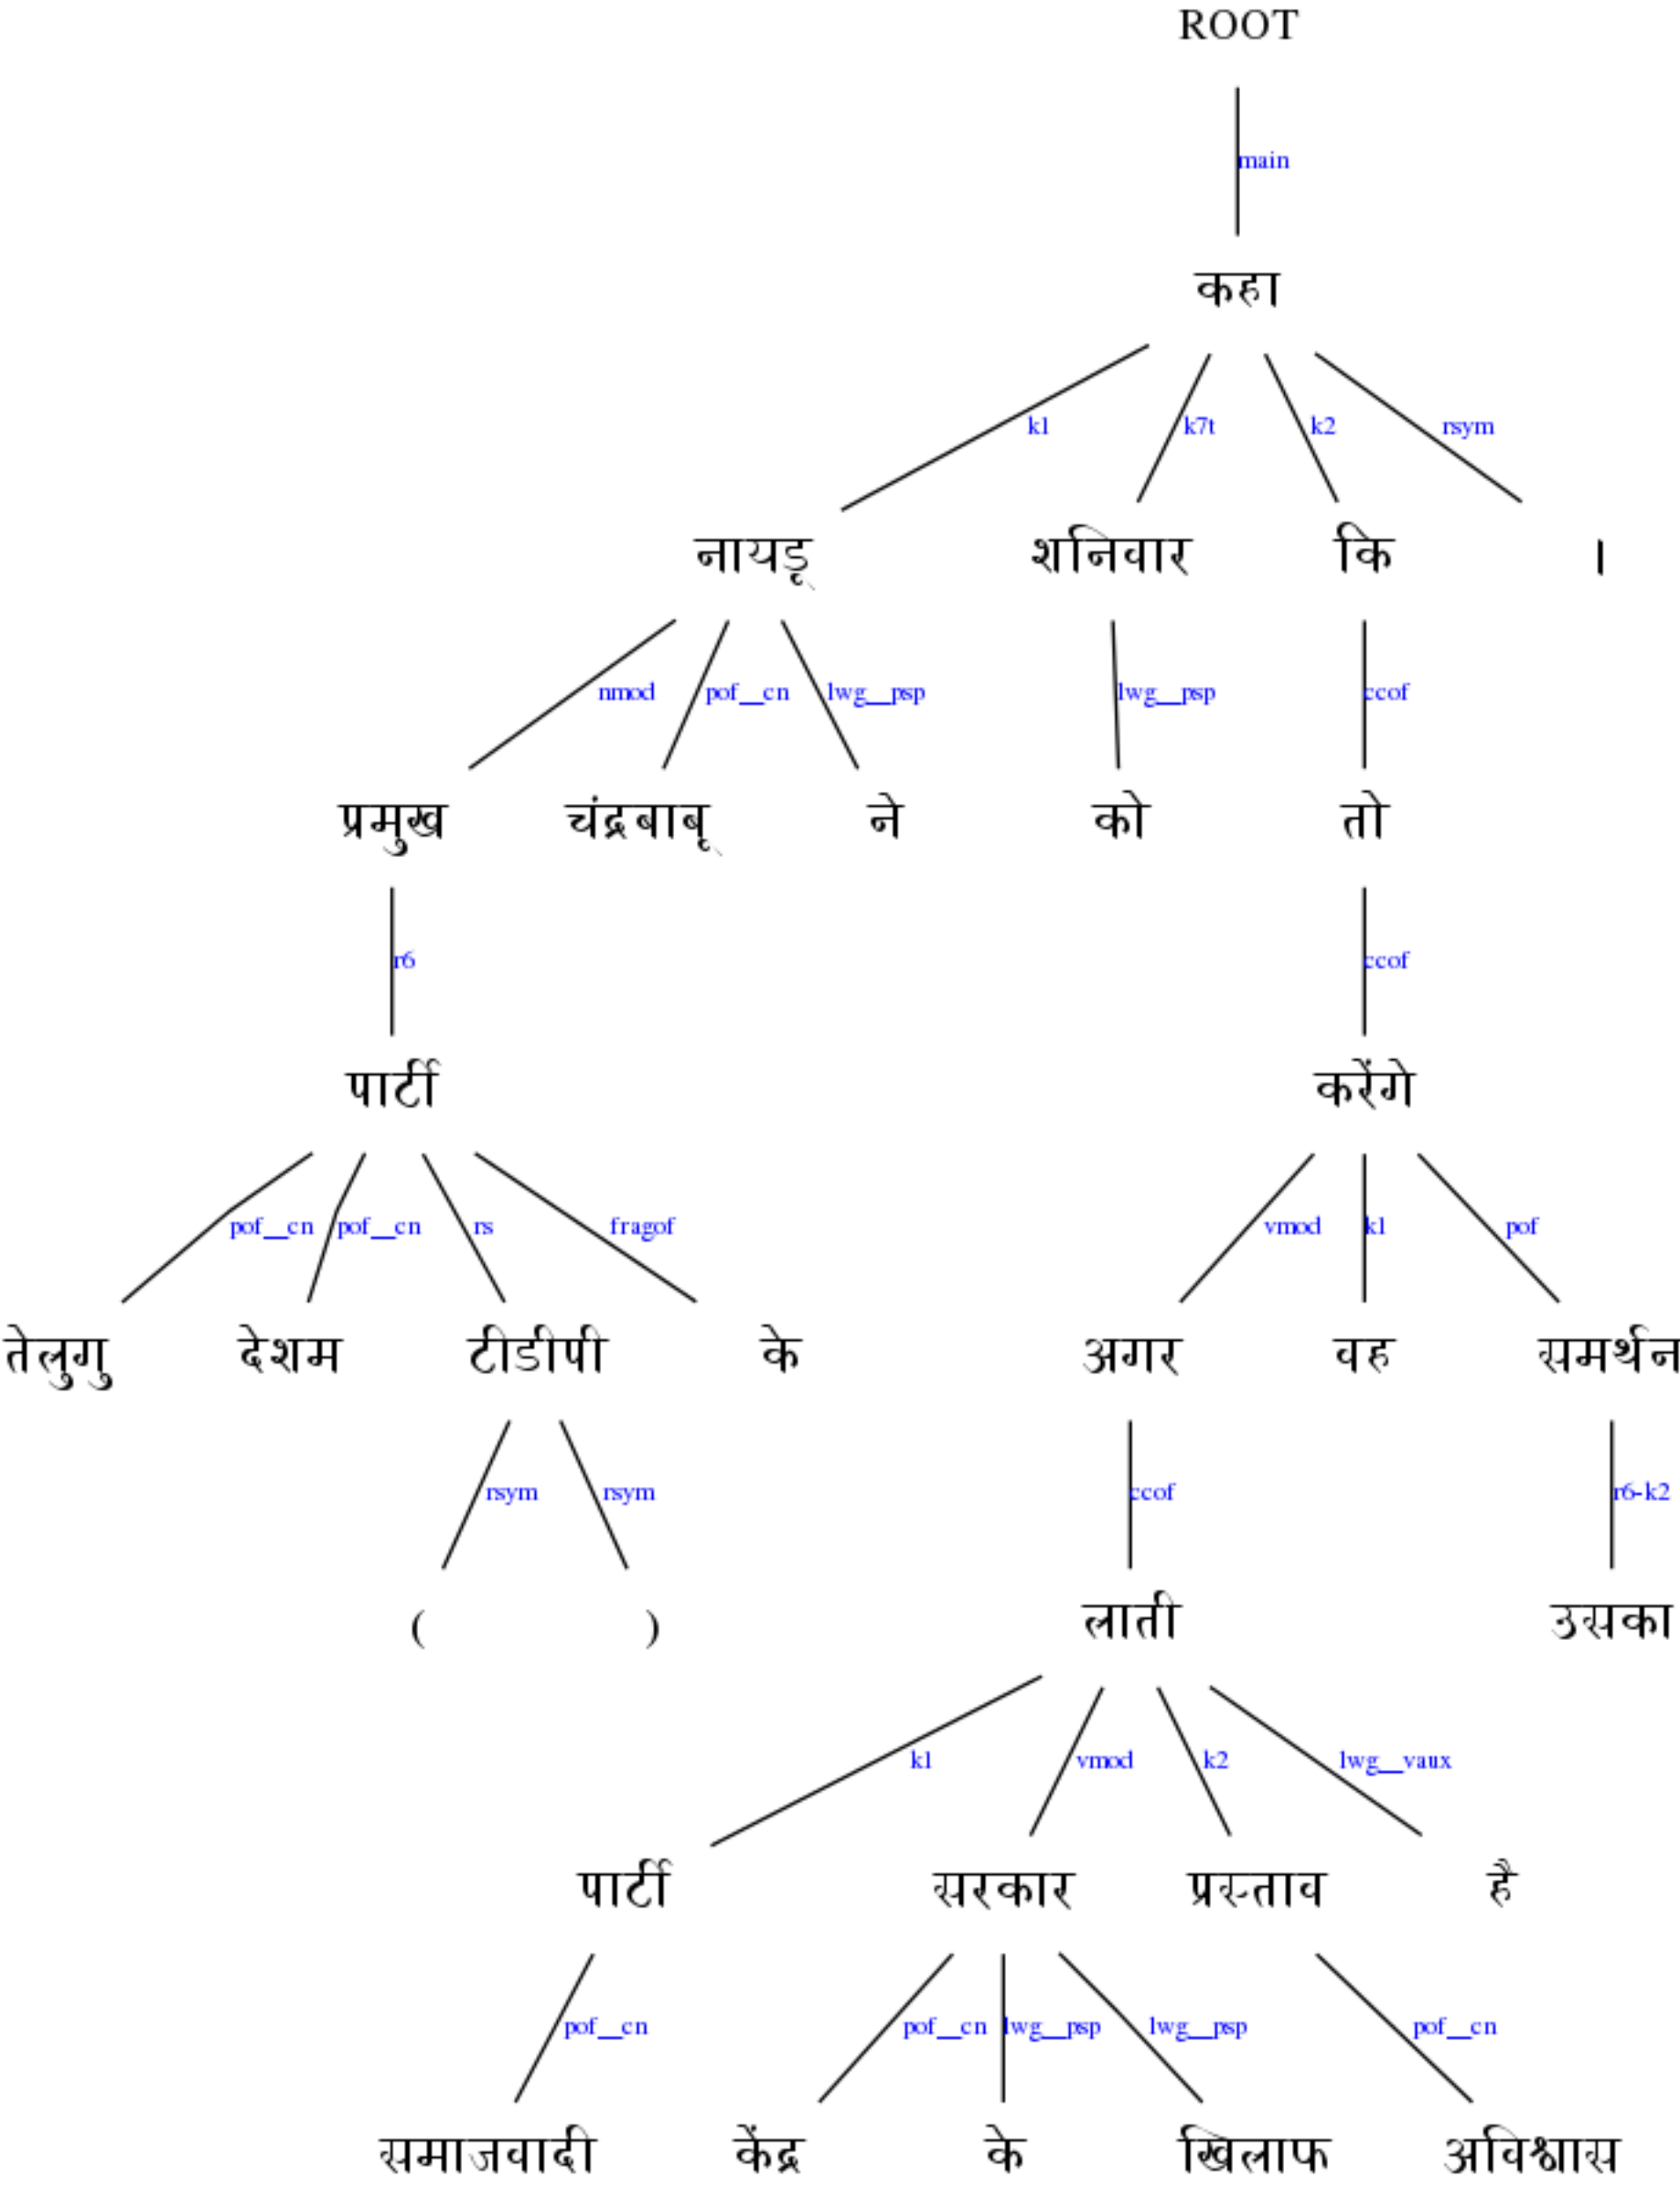 ROOT
main
कहा
k1 k7t k2 rsym
नायडू शनिवार कि ।
nmod pof__cn lwg__psp lwg__psp ccof
प्रमुख चंद्रबाबू ने को तो
r6 ccof
पार्टी करेंगे
pof__cn pof__cn rs fragof vmod k1 pof
तेलुगु देशम टीडीपी के अगर वह समर्थन
rsym rsym ccof r6-k2
( ) लाती उसका
k1 vmod k2 lwg__vaux
पार्टी सरकार प्रस्ताव है
pof__cn pof__cn lwg__psp lwg__psp pof__cn
समाजवादी केंद्र के खिलाफ अविश्वास